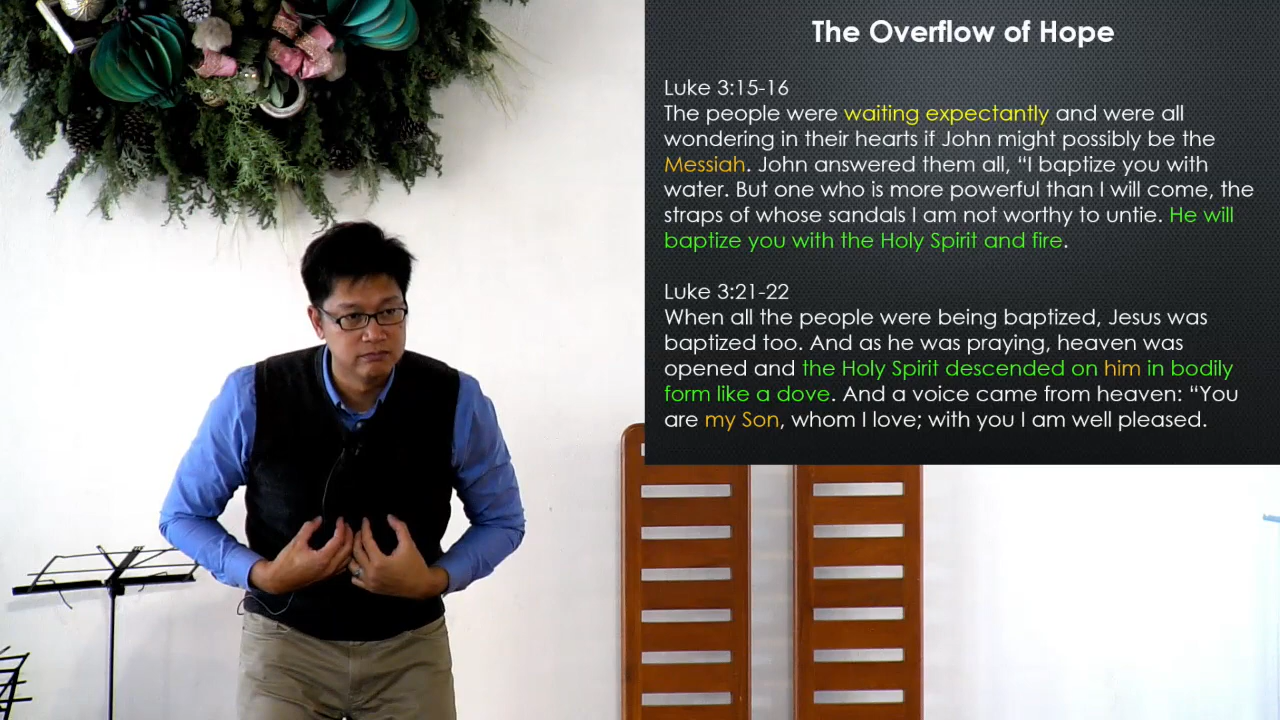 The Overflow of Hope
Luke 3:15-16
The people were waiting expectantly and were all
wondering in their hearts if John might possibly be the
Messiah. John answered them all, “I baptize you with
water. But one who is more powerful than I will come, the
straps of whose sandals I am not worthy to untie. He will
baptize you with the Holy Spirit and fire.
Luke 3:21-22
When all the people were being baptized, Jesus was
baptized too. And as he was praying, heaven was
opened and the Holy Spirit descended on him in bodily
form like a dove. And a voice came from heaven: “You
are my Son, whom I love; with you I am well pleased.